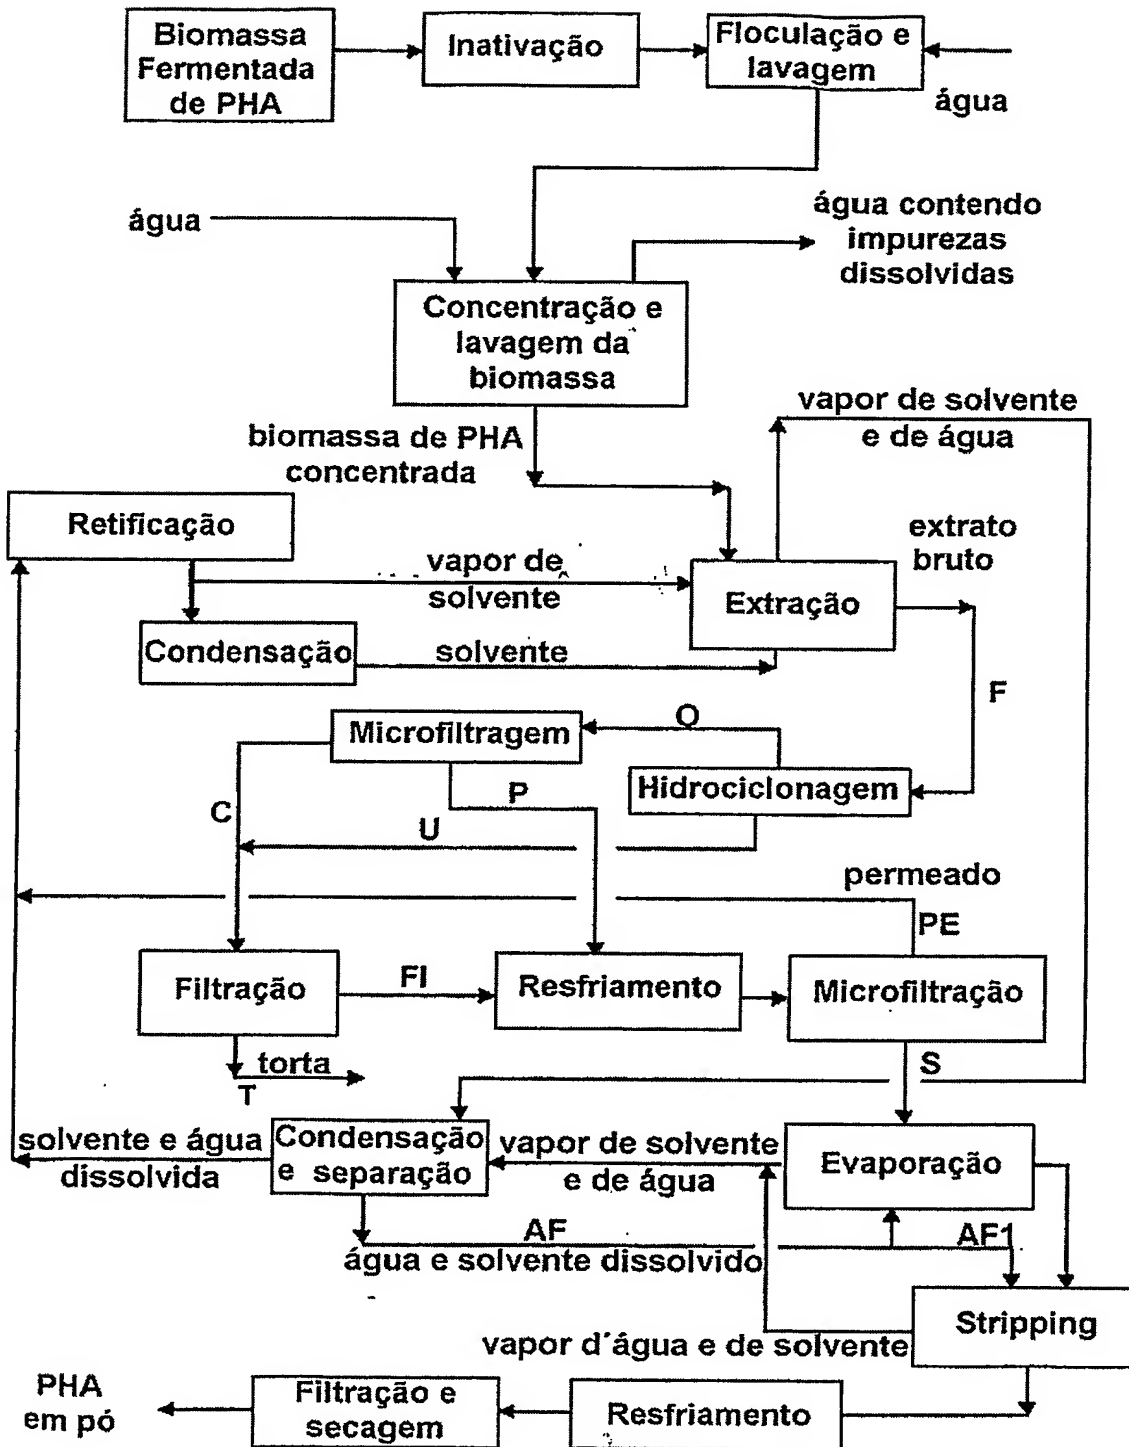 Biomassa
Fermentada
de PHA
Inativação
Floculação e
lavagem
água
água
água contendo
impurezas
dissolvidas
Concentração e
lavagem da
biomassa
biomassa de PHA
concentrada
vapor de solvente
e de água
Retificação
vapor de
solvente
Extração
extrato
bruto
Condensação
solvente
F
Microfiltragem
O
Hidrociclonagem
C
P
U
permeado
PE
Filtração
FI
Resfriamento
Microfiltração
torta
T
S
solvente e água
dissolvida
Condensação
e separação
vapor de solvente
e de água
Evaporação
AF
água e solvente dissolvido
AF1
Stripping
vapor d´água e de solvente
PHA
em pó
Filtração e
secagem
Resfriamento